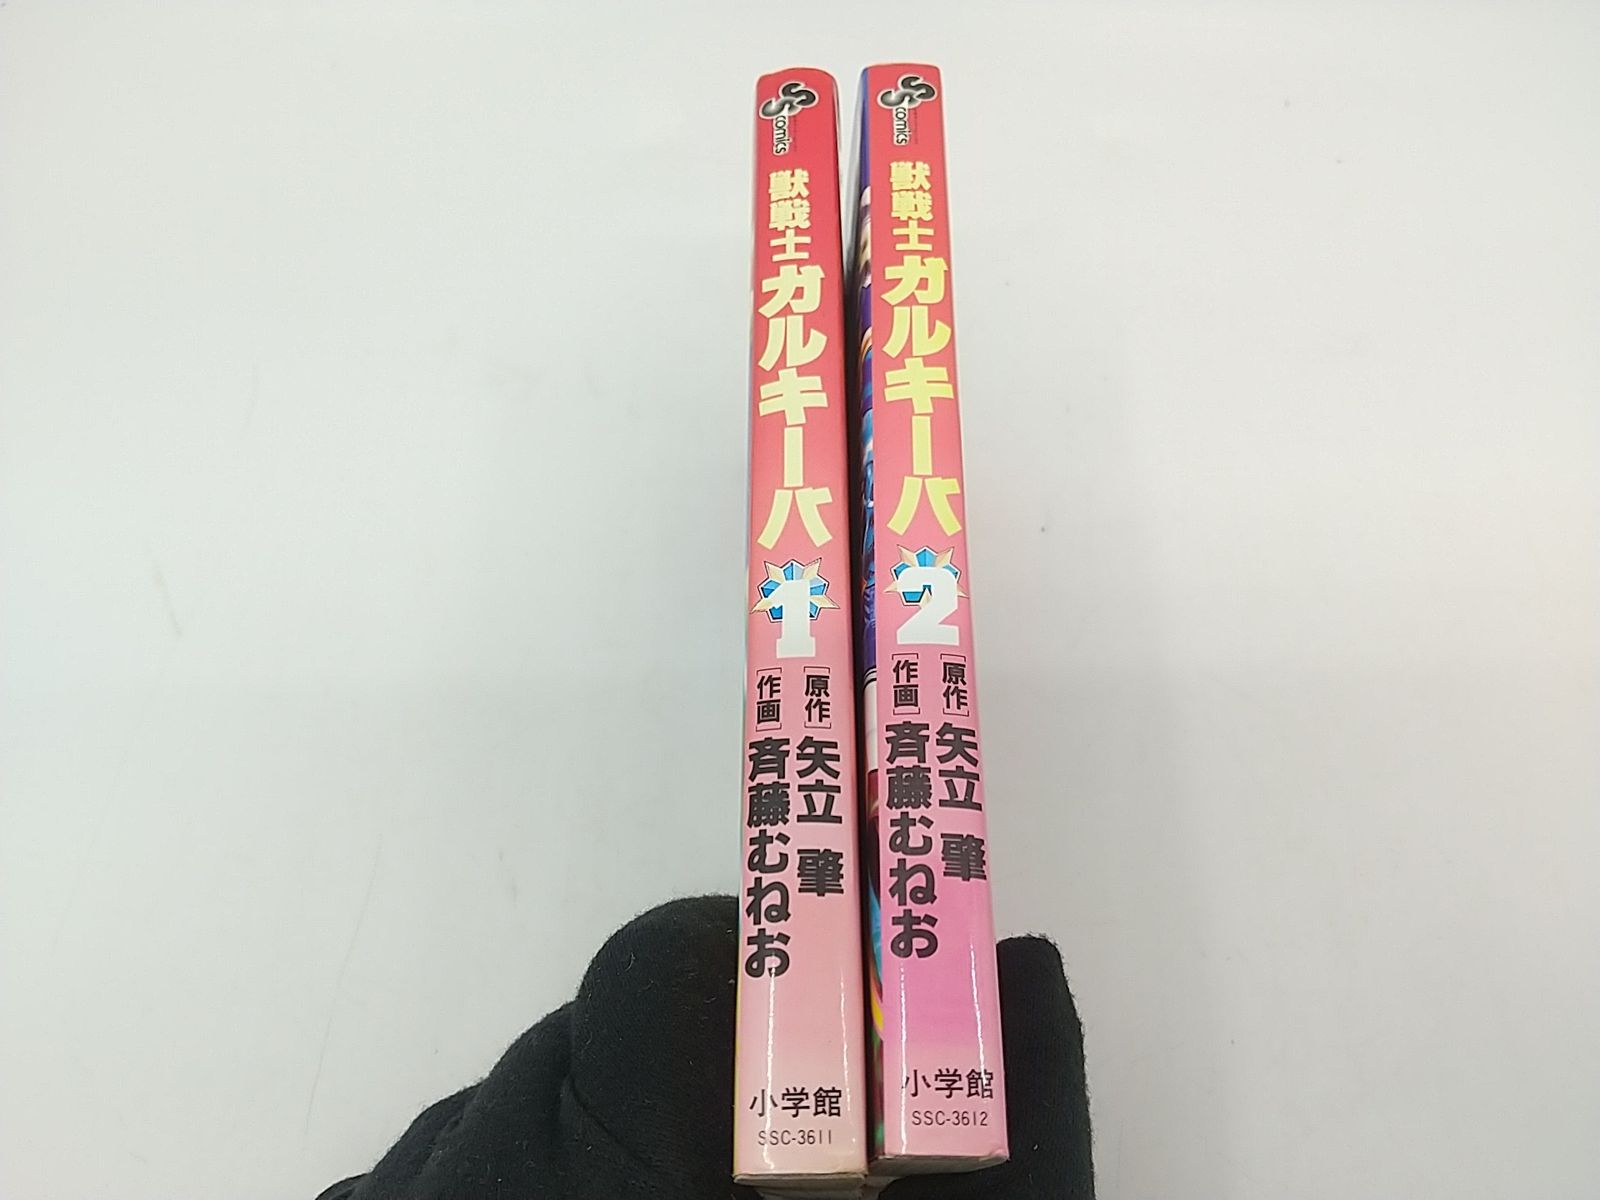 SS
comics
獣戦士
ガルキーバ
1
[原作]矢立 肇
[作画]斉藤むねお
小学館
SSC-3611
SS
comics
獣戦士
ガルキーバ
2
[原作]矢立 肇
[作画]斉藤むねお
小学館
SSC-3612